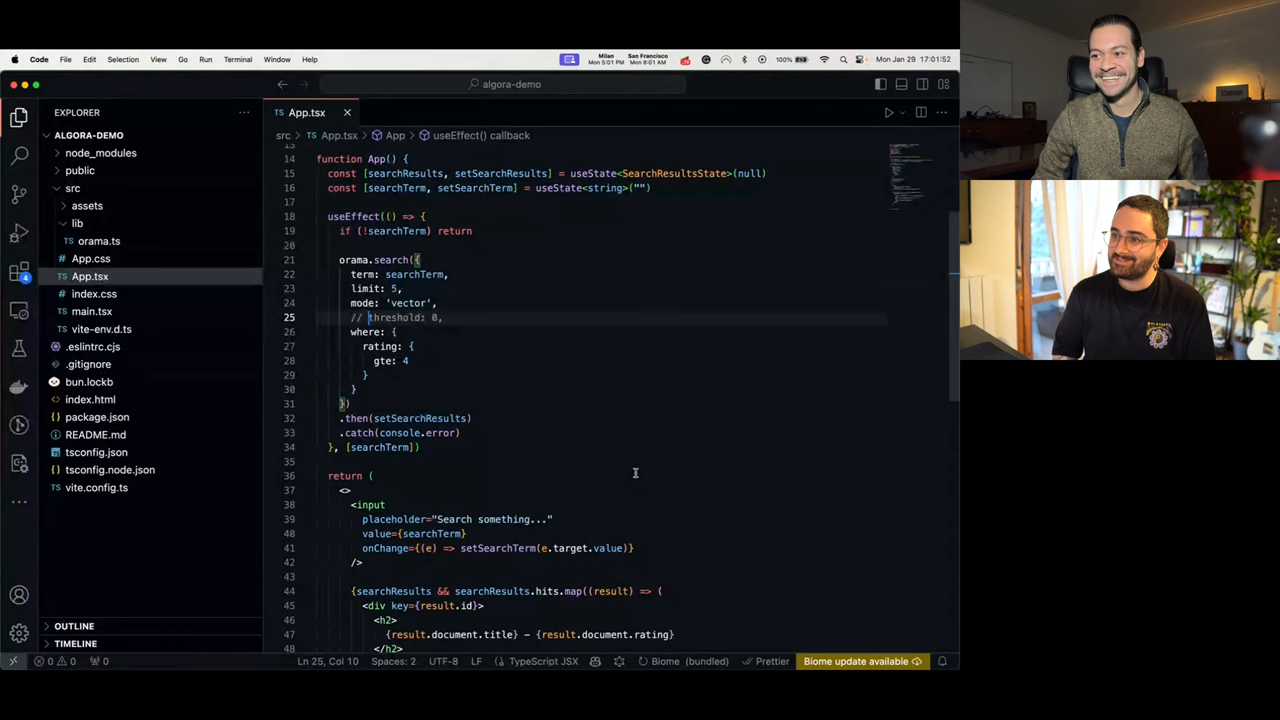 Code File Edit Selection View Go Run Terminal Window Help
Milan
Mon 5:01 PM
San Francisco
Mon 8:01 AM
100%
Mon Jan 29 17:01:52
algora-demo
EXPLORER
ALGORA-DEMO
node_modules
public
src
assets
lib
TS orama.ts
App.css
App.tsx
index.css
main.tsx
TS vite-env.d.ts
.eslintrc.cjs
.gitignore
bun.lockb
index.html
package.json
README.md
tsconfig.json
tsconfig.node.json
TS vite.config.ts
OUTLINE
TIMELINE
4
TS App.tsx
src > TS App.tsx > App > useEffect() callback
14 function App() {
15 const [searchResults, setSearchResults] = useState<SearchResultsState>(null)
16 const [searchTerm, setSearchTerm] = useState<string>("")
17
18 useEffect(() => {
19 if (!searchTerm) return
20
21 orama.search({
22 term: searchTerm,
23 limit: 5,
24 mode: 'vector',
25 // threshold: 0,
26 where: {
27 rating: {
28 gte: 4
29 }
30 }
31 })
32 .then(setSearchResults)
33 .catch(console.error)
34 }, [searchTerm])
35
36 return (
37 <>
38 <input
39 placeholder="Search something..."
40 value={searchTerm}
41 onChange={(e) => setSearchTerm(e.target.value)}
42 />
43
44 {searchResults && searchResults.hits.map((result) => (
45 <div key={result.id}>
46 <h2>
47 {result.document.title} - {result.document.rating}
48 </h2>
0 0 0 Ln 25, Col 10 Spaces: 2 UTF-8 LF TypeScript JSX Biome (bundled) Prettier Biome update available